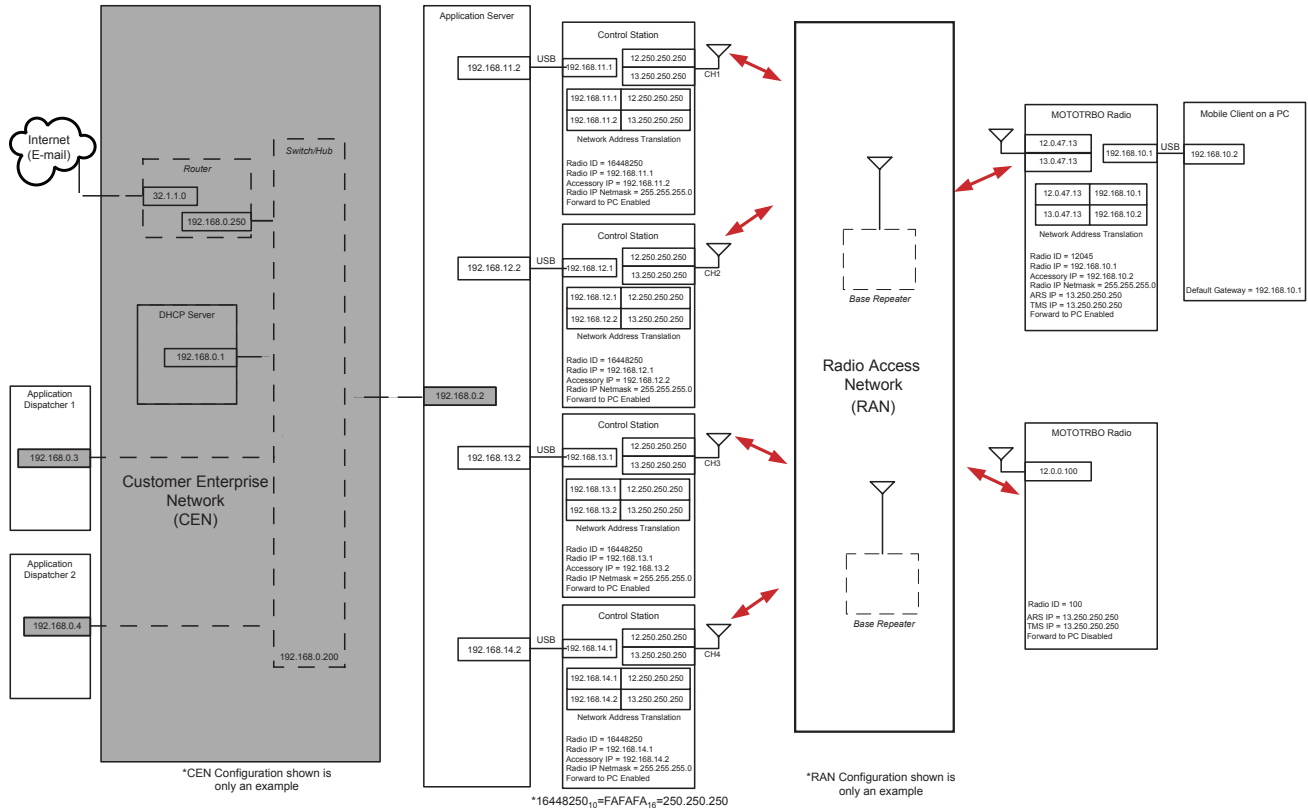 Internet
(E-mail)
Router
32.1.1.0
192.168.0.250
Switch/Hub
DHCP Server
192.168.0.1
Application
Dispatcher 1
192.168.0.3
Customer Enterprise
Network
(CEN)
Application
Dispatcher 2
192.168.0.4
192.168.0.200
*CEN Configuration shown is
only an example
Application Server
192.168.11.2
192.168.12.2
192.168.0.2
192.168.13.2
192.168.14.2
USB
Control Station
192.168.11.1
12.250.250.250
13.250.250.250
CH1
192.168.11.1 12.250.250.250
192.168.11.2 13.250.250.250
Network Address Translation
Radio ID = 16448250
Radio IP = 192.168.11.1
Accessory IP = 192.168.11.2
Radio IP Netmask = 255.255.255.0
Forward to PC Enabled
USB
Control Station
192.168.12.1
12.250.250.250
13.250.250.250
CH2
192.168.12.1 12.250.250.250
192.168.12.2 13.250.250.250
Network Address Translation
Radio ID = 16448250
Radio IP = 192.168.12.1
Accessory IP = 192.168.12.2
Radio IP Netmask = 255.255.255.0
Forward to PC Enabled
USB
Control Station
192.168.13.1
12.250.250.250
13.250.250.250
CH3
192.168.13.1 12.250.250.250
192.168.13.2 13.250.250.250
Network Address Translation
Radio ID = 16448250
Radio IP = 192.168.13.1
Accessory IP = 192.168.13.2
Radio IP Netmask = 255.255.255.0
Forward to PC Enabled
USB
Control Station
192.168.14.1
12.250.250.250
13.250.250.250
CH4
192.168.14.1 12.250.250.250
192.168.14.2 13.250.250.250
Network Address Translation
Radio ID = 16448250
Radio IP = 192.168.14.1
Accessory IP = 192.168.14.2
Radio IP Netmask = 255.255.255.0
Forward to PC Enabled
*16448250₁₀=FAFAFA₁₆=250.250.250
Base Repeater
Radio Access
Network
(RAN)
Base Repeater
*RAN Configuration shown is
only an example
MOTOTRBO Radio
12.0.47.13
13.0.47.13
192.168.10.1
USB
12.0.47.13 192.168.10.1
13.0.47.13 192.168.10.2
Network Address Translation
Radio ID = 12045
Radio IP = 192.168.10.1
Accessory IP = 192.168.10.2
Radio IP Netmask = 255.255.255.0
ARS IP = 13.250.250.250
TMS IP = 13.250.250.250
Forward to PC Enabled
Mobile Client on a PC
192.168.10.2
Default Gateway = 192.168.10.1
MOTOTRBO Radio
12.0.0.100
Radio ID = 100
ARS IP = 13.250.250.250
TMS IP = 13.250.250.250
Forward to PC Disabled